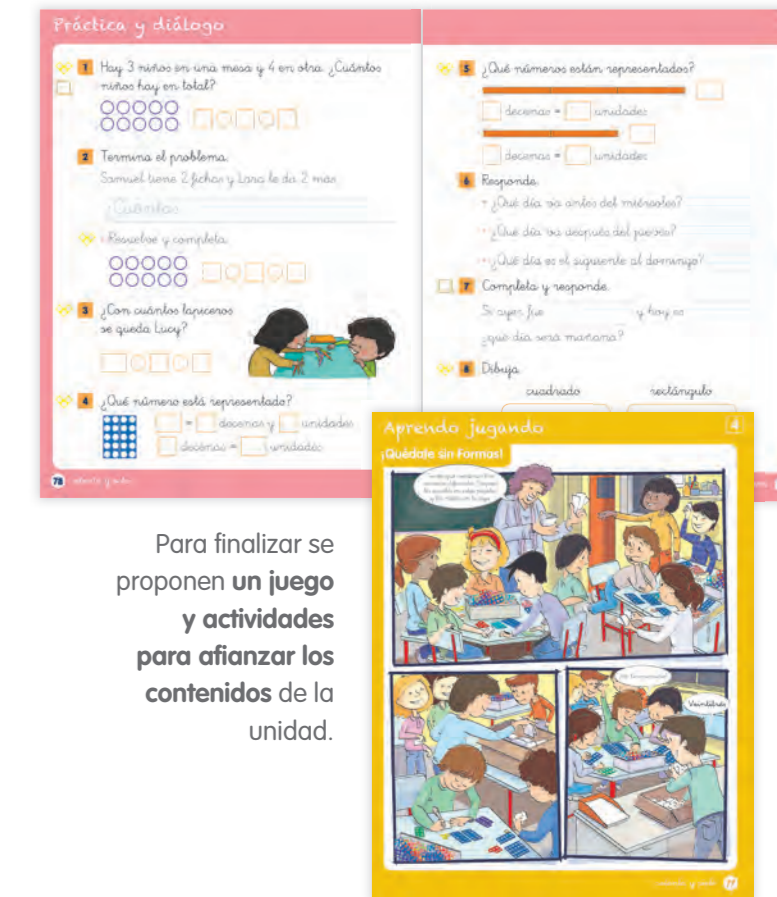 Práctica y diálogo
1 Hay 3 niños en una mesa y 4 en otra. ¿Cuántos
niños hay en total?
2 Termina el problema.
Samuel tiene 2 fichas y Lara le da 2 más.
¿Cuántas
Resuelve y completa.
3 ¿Con cuántos lapiceros
se queda Lucy?
4 ¿Qué número está representado?
= decenas y unidades
decenas = unidades
78 setenta y ocho
5 ¿Qué números están representados?
decenas = unidades
decenas = unidades
6 Responde.
¿Qué día va antes del miércoles?
¿Qué día va después del jueves?
¿Qué día es el siguiente al domingo?
7 Completa y responde.
Si ayer fue y hoy es
¿qué día será mañana?
8 Dibuja.
cuadrado rectángulo
Aprendo jugando 4
¡Quédate sin Formas!
Veintitrés
77
Para finalizar se
proponen un juego
y actividades
para afianzar los
contenidos de la
unidad.